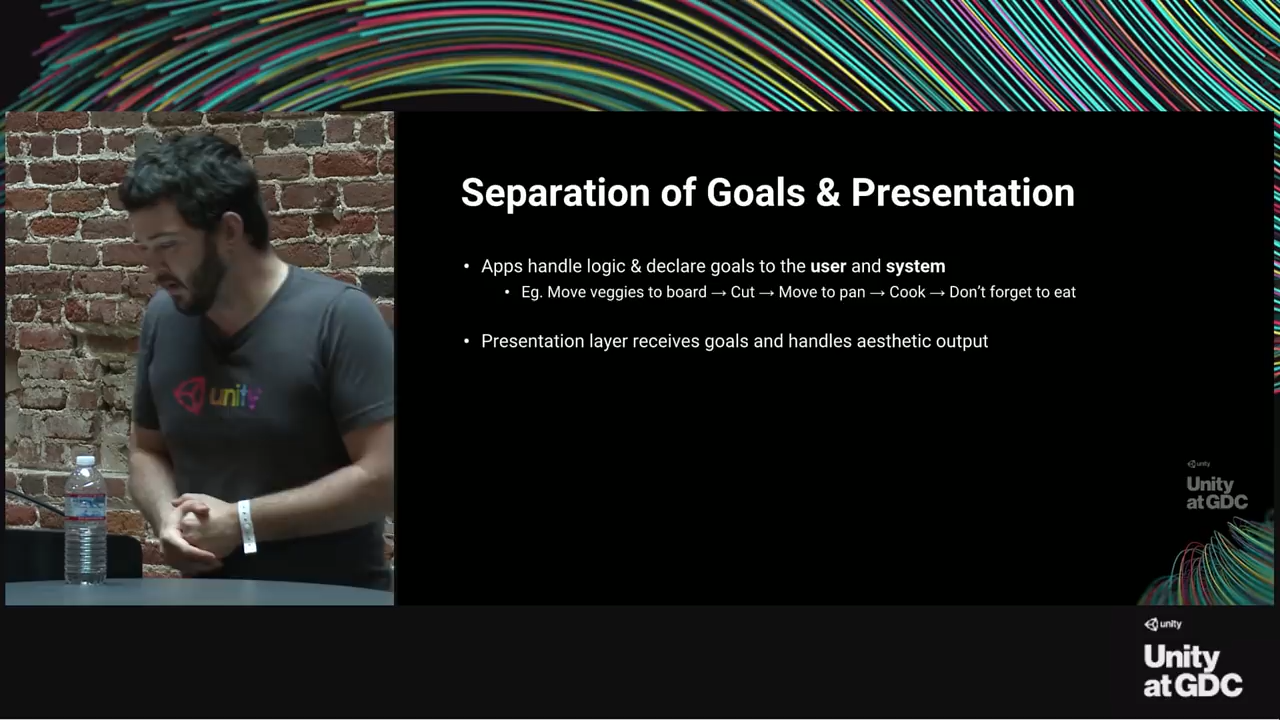 Separation of Goals & Presentation
• Apps handle logic & declare goals to the user and system
• Eg. Move veggies to board → Cut → Move to pan → Cook → Don't forget to eat
• Presentation layer receives goals and handles aesthetic output
unity
unity
Unity
at GDC
unity
Unity
at GDC